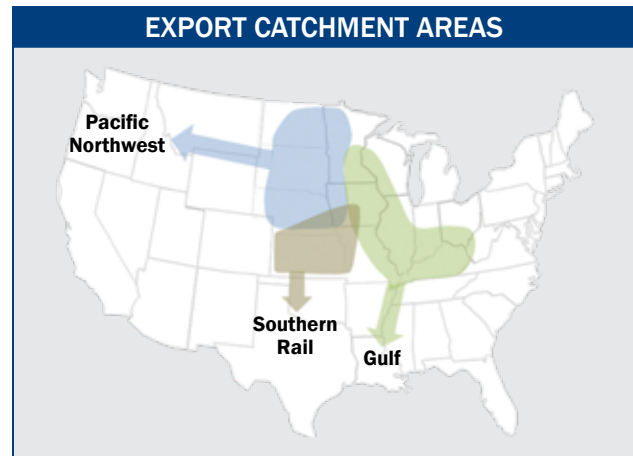 EXPORT CATCHMENT AREAS
Pacific
Northwest
Southern
Rail
Gulf